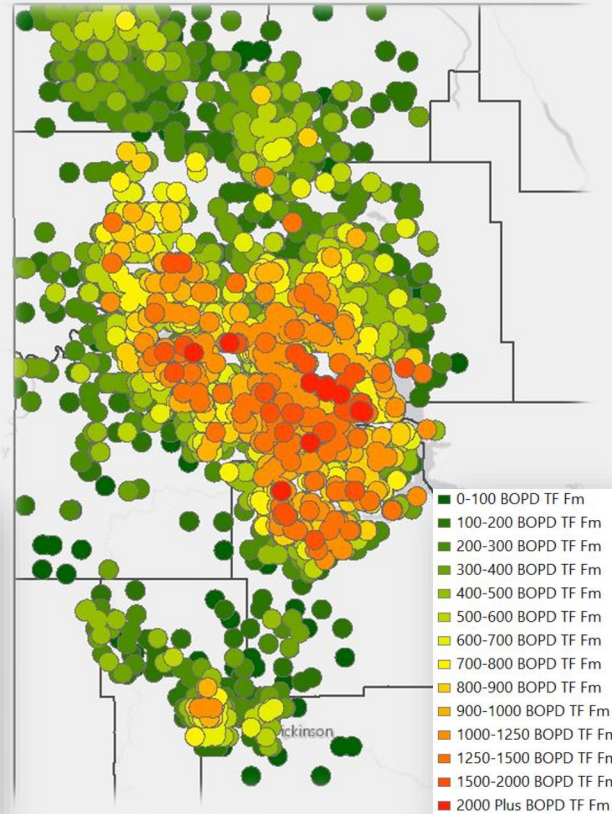 ickinson
0-100 BOPD TF Fm
100-200 BOPD TF Fm
200-300 BOPD TF Fm
300-400 BOPD TF Fm
400-500 BOPD TF Fm
500-600 BOPD TF Fm
600-700 BOPD TF Fm
700-800 BOPD TF Fm
800-900 BOPD TF Fm
900-1000 BOPD TF Fm
1000-1250 BOPD TF Fm
1250-1500 BOPD TF Fm
1500-2000 BOPD TF Fm
2000 Plus BOPD TF Fm